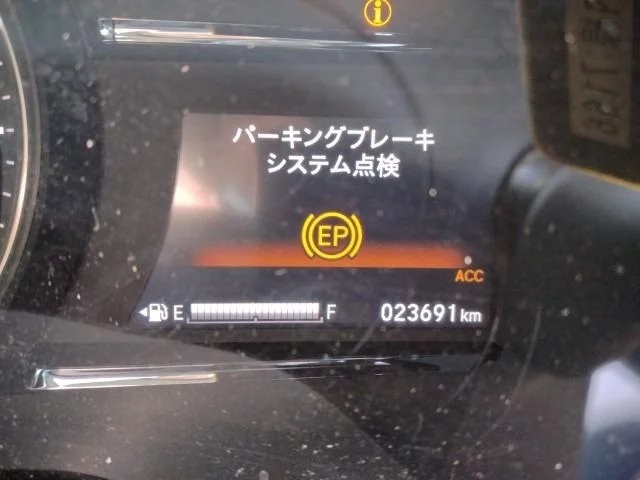 パーキングブレーキ
システム点検
EP
ACC
E F 023691km